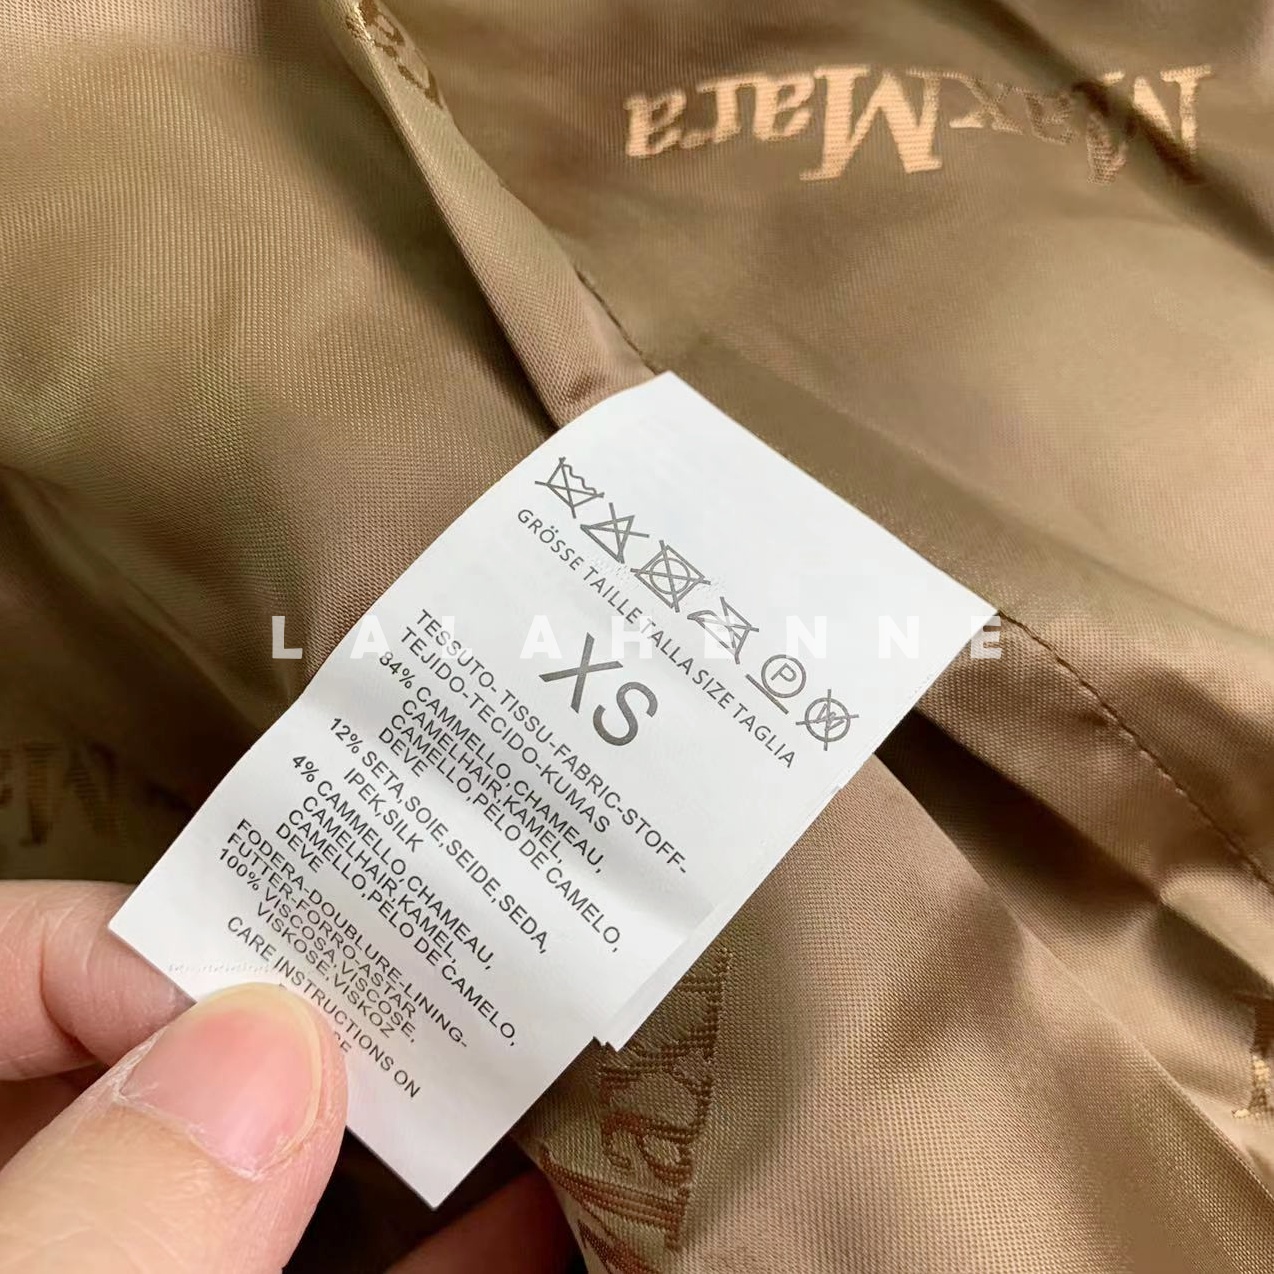 MaxMara
GRÖSSE TAILLE TALLA SIZE TAGLIA
XS
TESSUTO-TISSU-FABRIC-STOFF-
TEJIDO-TECIDO-KUMAS
84% CAMMELLO,CHAMEAU,
CAMELHAIR,KAMEL,
CAMELLO,PELO DE CAMELO,
DEVE
12% SETA,SOIE,SEIDE,SEDA,
IPEK,SILK
4% CAMMELLO,CHAMEAU,
CAMELHAIR,KAMEL,
CAMELLO,PELO DE CAMELO,
DEVE
FODERA-DOUBLURE-LINING-
FUTTER-FORRO-ASTAR
100% VISCOSA,VISCOSE,
VISKOSE,VISKOZ
CARE INSTRUCTIONS ON
LALAHENNE
MaxMa